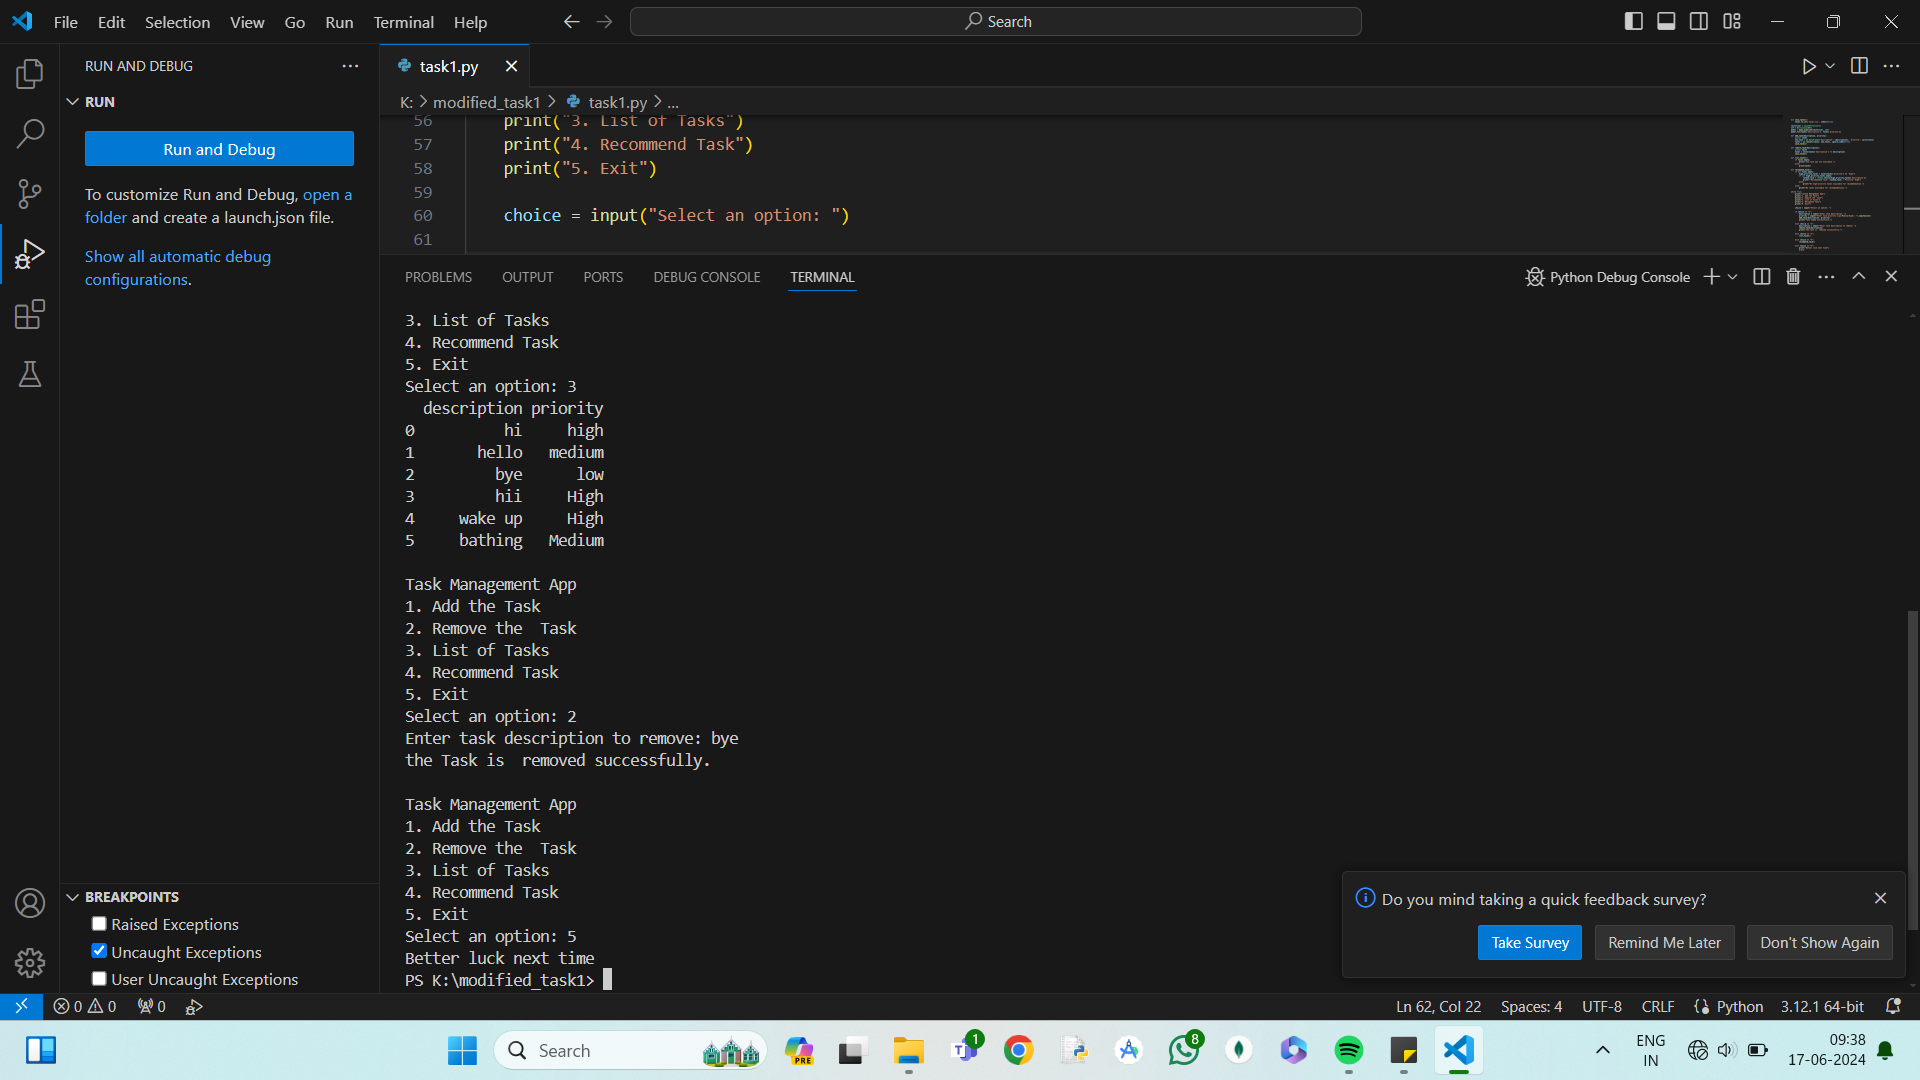 File Edit Selection View Go Run Terminal Help
Search
RUN AND DEBUG
RUN
Run and Debug
To customize Run and Debug, open a
folder and create a launch.json file.
Show all automatic debug
configurations.
BREAKPOINTS
Raised Exceptions
Uncaught Exceptions
User Uncaught Exceptions
task1.py
K: > modified_task1 > task1.py > ...
56 print("3. List of Tasks")
57 print("4. Recommend Task")
58 print("5. Exit")
59
60 choice = input("Select an option: ")
61
PROBLEMS OUTPUT PORTS DEBUG CONSOLE TERMINAL
Python Debug Console
3. List of Tasks
4. Recommend Task
5. Exit
Select an option: 3
description priority
0 hi high
1 hello medium
2 bye low
3 hii High
4 wake up High
5 bathing Medium
Task Management App
1. Add the Task
2. Remove the  Task
3. List of Tasks
4. Recommend Task
5. Exit
Select an option: 2
Enter task description to remove: bye
the Task is  removed successfully.
Task Management App
1. Add the Task
2. Remove the  Task
3. List of Tasks
4. Recommend Task
5. Exit
Select an option: 5
Better luck next time
PS K:\modified_task1>
Do you mind taking a quick feedback survey?
Take Survey Remind Me Later Don't Show Again
0 0 0
Ln 62, Col 22 Spaces: 4 UTF-8 CRLF Python 3.12.1 64-bit
Search
PRE
1
8
ENG
IN
09:38
17-06-2024